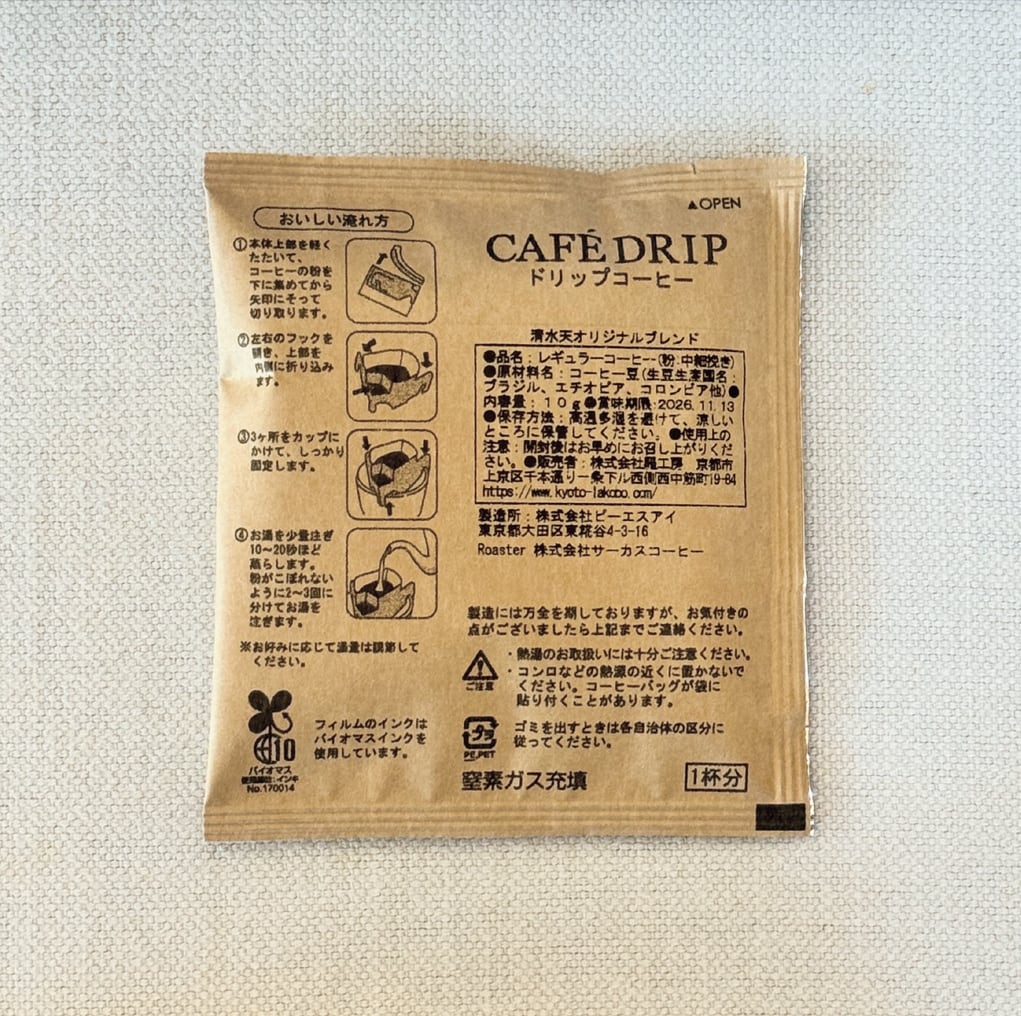 おいしい淹れ方
①本体上部を軽く
たたいて、
コーヒーの粉を
下に集めてから
矢印にそって
切り取ります。
②左右のフックを
開き、上部を
内側に折り込み
ます。
③3ヶ所をカップに
かけて、しっかり
固定します。
④お湯を少量注ぎ
10〜20秒ほど
蒸らします。
粉がこぼれない
ように2〜3回に
分けてお湯を
注ぎます。
※お好みに応じて湯量は調節して
ください。
バイオマス
No.170014
フィルムのインクは
バイオマスインクを
使用しています。
▲OPEN
CAFÉ DRIP
ドリップコーヒー
清水天オリジナルブレンド
●品名：レギュラーコーヒー(粉:中細挽き)
●原材料名：コーヒー豆(生豆生産国名：
ブラジル、エチオピア、コロンビア他)●
内容量：１０ｇ●賞味期限:2026.11.13
●保存方法：高温多湿を避けて、涼しい
ところに保管してください。●使用上の
注意：開封後はお早めにお召し上がりくだ
さい。●販売者：株式会社 工房　京都市
上京区千本通り一条下ル西側西中筋町19-84
製造所：株式会社ピーエスアイ
東京都大田区東糀谷4-3-16
Roaster 株式会社サーカスコーヒー
製造には万全を期しておりますが、お気付きの
点がございましたら上記までご連絡ください。
ご注意
・熱湯のお取扱いには十分ご注意ください。
・コンロなどの熱源の近くに置かないで
ください。コーヒーバッグが袋に
貼り付くことがあります。
プラ
PE,PET
ゴミを出すときは各自治体の区分に
従ってください。
窒素ガス充填
1杯分